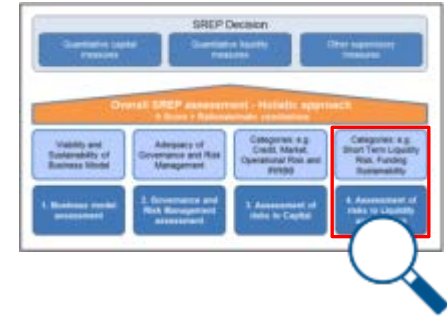 SREP Decision
Quantitative capital
measures
Quantitative liquidity
measures
Other supervisory
measures
Overall SREP assessment - Holistic approach
Viability and
Sustainability of
Business Model
Adequacy of
Governance and Risk
Management
Categories: e.g.
Credit, Market,
Operational Risk and
IRRBB
Categories: e.g.
Short Term Liquidity
Risk, Funding
Sustainability
1. Business model
assessment
2. Governance and
Risk Management
assessment
3. Assessment of
risks to Capital
4. Assessment of
risks to Liquidity